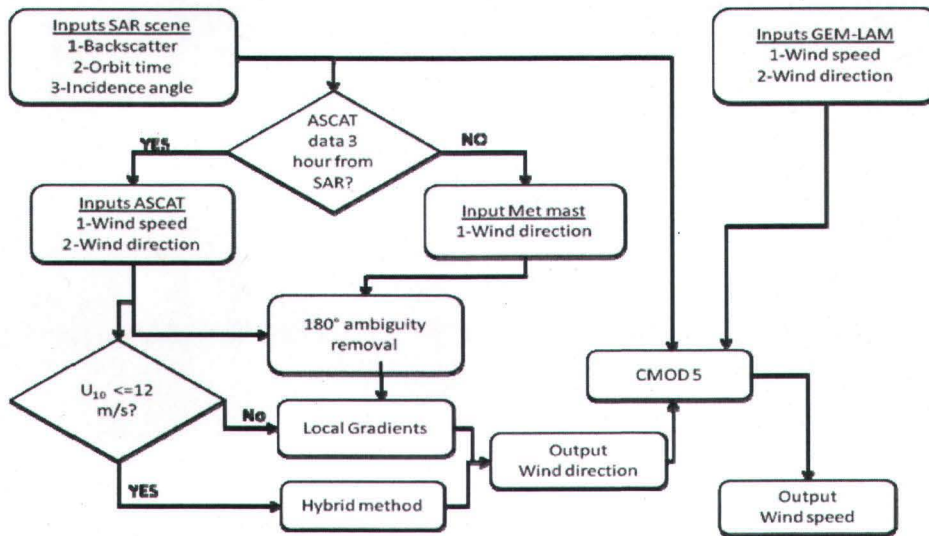 Inputs SAR scene
1-Backscatter
2-Orbit time
3-Incidence angle
Inputs GEM-LAM
1-Wind speed
2-Wind direction
ASCAT
data 3
hour from
SAR?
YES
NO
Inputs ASCAT
1-Wind speed
2-Wind direction
Input Met mast
1-Wind direction
180° ambiguity
removal
U₁₀ <=12
m/s?
No
Local Gradients
CMOD 5
Output
Wind direction
YES
Hybrid method
Output
Wind speed